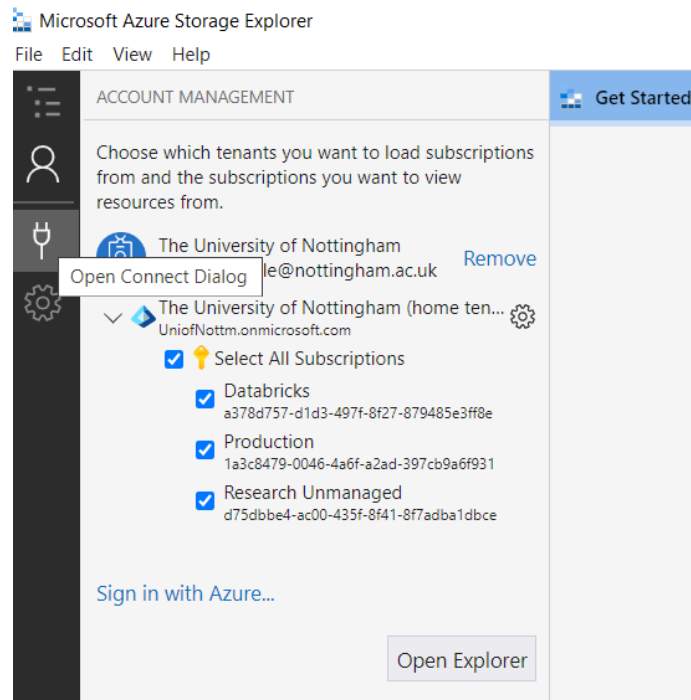 Microsoft Azure Storage Explorer
File Edit View Help
ACCOUNT MANAGEMENT
Get Started
Choose which tenants you want to load subscriptions
from and the subscriptions you want to view
resources from.
The University of Nottingham
le@nottingham.ac.uk
Remove
Open Connect Dialog
The University of Nottingham (home ten...
UniofNottm.onmicrosoft.com
Select All Subscriptions
Databricks
a378d757-d1d3-497f-8f27-879485e3ff8e
Production
1a3c8479-0046-4a6f-a2ad-397cb9a6f931
Research Unmanaged
d75dbbe4-ac00-435f-8f41-8f7adba1dbce
Sign in with Azure...
Open Explorer